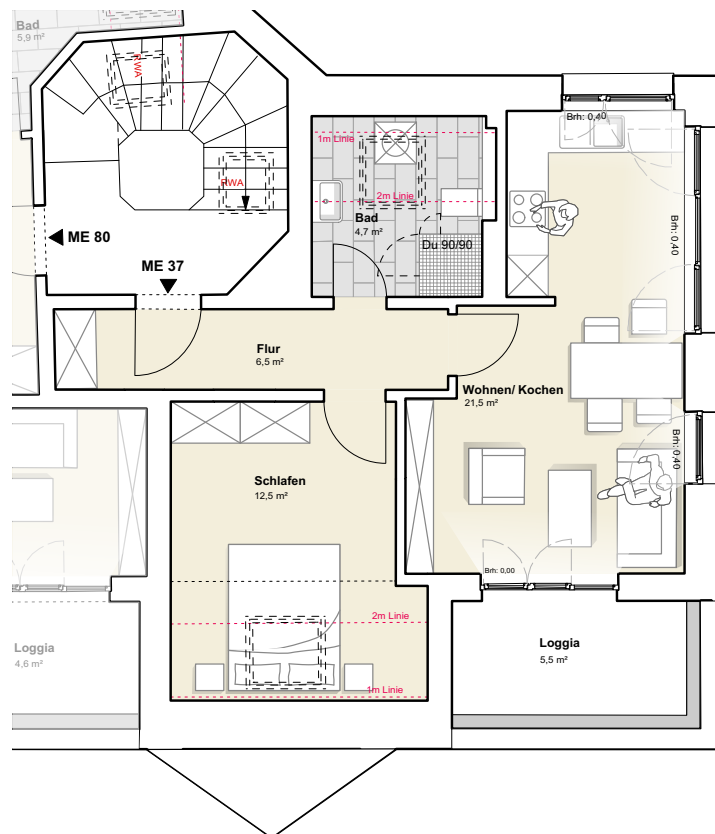 Bad
5,9 m²
RWA
RWA
ME 80
ME 37
1m Linie
2m Linie
Bad
4,7 m²
Du 90/90
Brh: 0,40
Brh: 0,40
Flur
6,5 m²
Wohnen/ Kochen
21,5 m²
Brh: 0,40
Schlafen
12,5 m²
Brh: 0,00
2m Linie
1m Linie
Loggia
4,6 m²
Loggia
5,5 m²